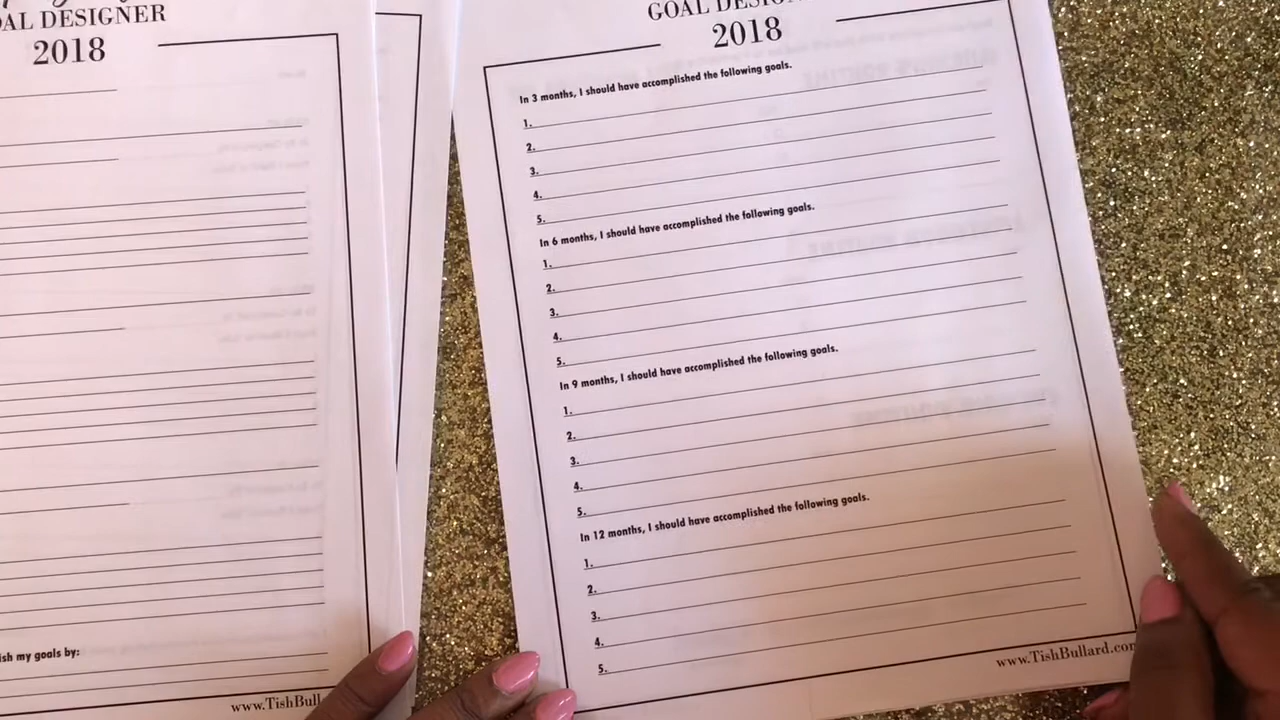 AL DESIGNER
2018
ish my goals by:
www.TishBull
GOAL DESIGN
2018
In 3 months, I should have accomplished the following goals.
1.
2.
3.
4.
5.
In 6 months, I should have accomplished the following goals.
1.
2.
3.
4.
5.
In 9 months, I should have accomplished the following goals.
1.
2.
3.
4.
5.
In 12 months, I should have accomplished the following goals.
1.
2.
3.
4.
5.
www.TishBullard.com